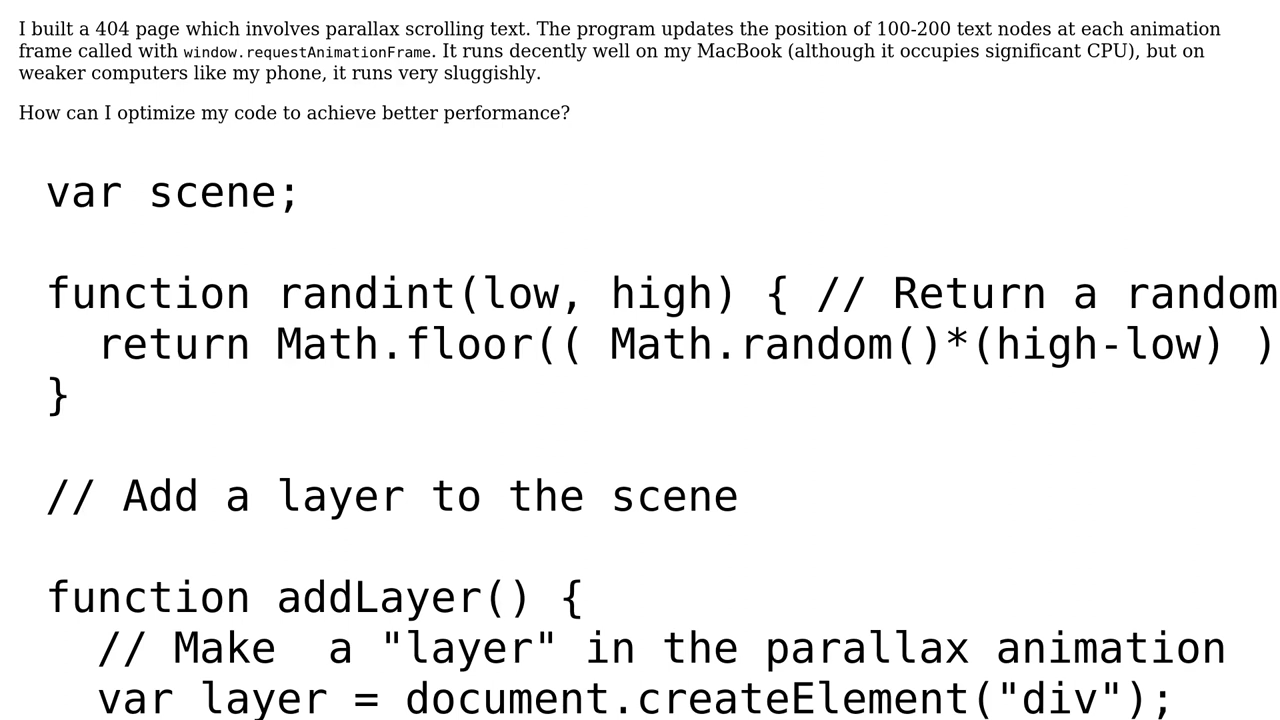 I built a 404 page which involves parallax scrolling text. The program updates the position of 100-200 text nodes at each animation
frame called with window.requestAnimationFrame. It runs decently well on my MacBook (although it occupies significant CPU), but on
weaker computers like my phone, it runs very sluggishly.
How can I optimize my code to achieve better performance?
var scene;
function randint(low, high) { // Return a random
  return Math.floor(( Math.random()*(high-low) )
}
// Add a layer to the scene
function addLayer() {
  // Make  a "layer" in the parallax animation
  var layer = document.createElement("div");